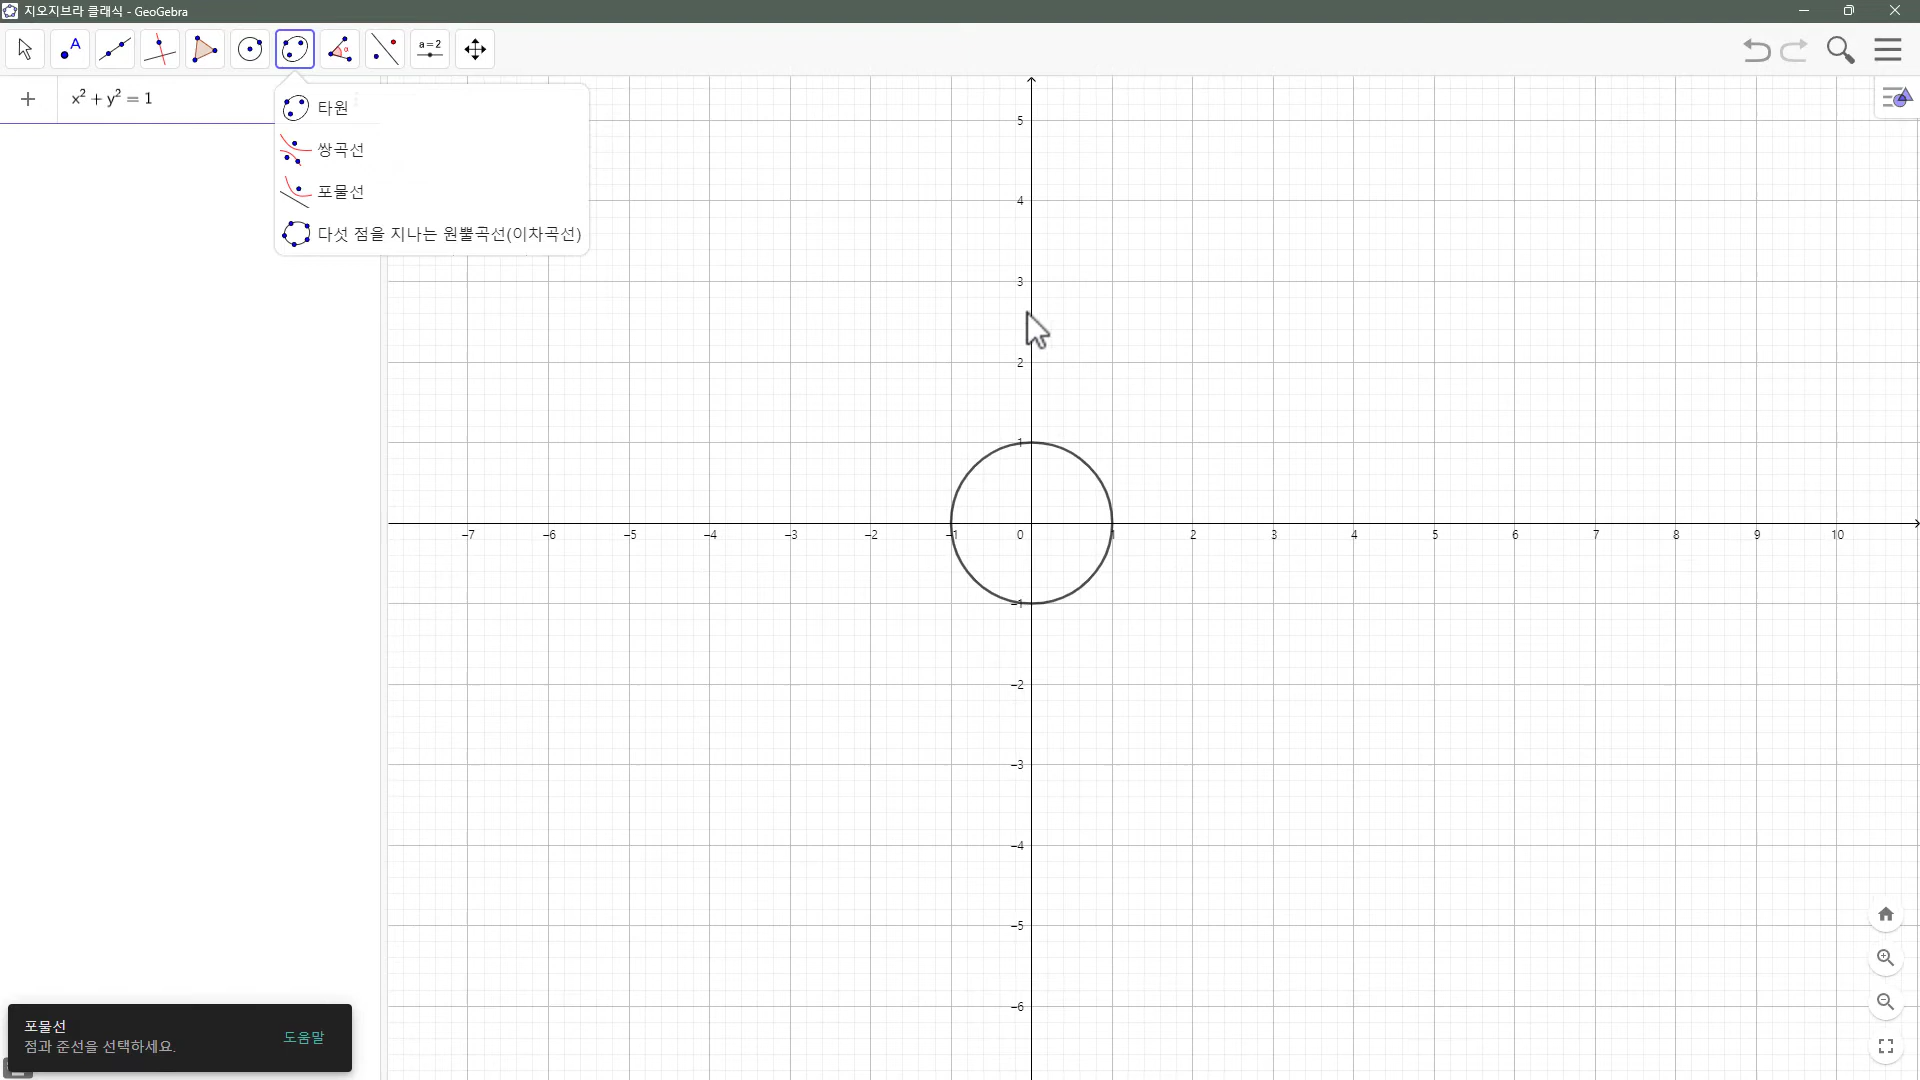 지오지브라 클래식 - GeoGebra
A
α
a=2
x² + y² = 1
타원
쌍곡선
포물선
다섯 점을 지나는 원뿔곡선(이차곡선)
5
4
3
2
1
–7 –6 –5 –4 –3 –2 –1 0 1 2 3 4 5 6 7 8 9 10
–1
–2
–3
–4
–5
–6
포물선
점과 준선을 선택하세요.
도움말